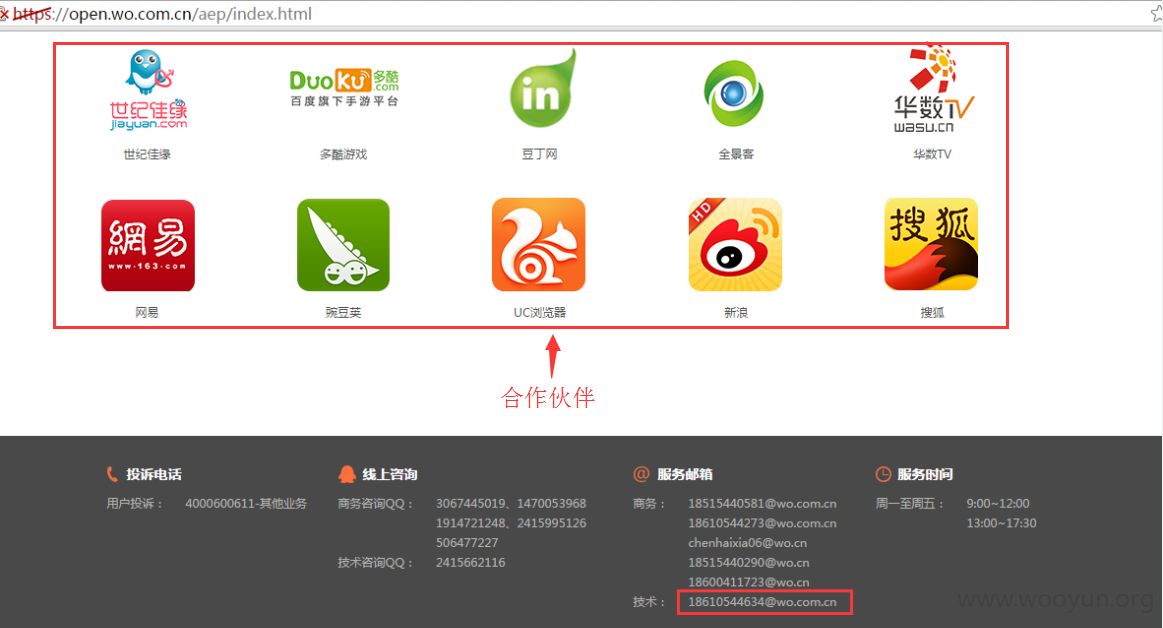 https://open.wo.com.cn/aep/index.html
世纪佳缘
jiayuan.com
DUOKU多酷
.com
百度旗下手游平台
in
华数TV
wasu.cn
世纪佳缘 多酷游戏 豆丁网 全景客 华数TV
網易
www.163.com
HD
搜狐
网易 豌豆荚 UC浏览器 新浪 搜狐
合作伙伴
投诉电话 线上咨询 @ 服务邮箱 服务时间
用户投诉： 4000600611-其他业务 商务咨询QQ： 3067445019、1470053968 商务： 18515440581@wo.com.cn 周一至周五： 9:00~12:00
1914721248、2415995126 18610544273@wo.com.cn 13:00~17:30
506477227 chenhaixia06@wo.cn
技术咨询QQ： 2415662116 18515440290@wo.cn
18600411723@wo.cn
技术： 18610544634@wo.com.cn
www.wooyun.org